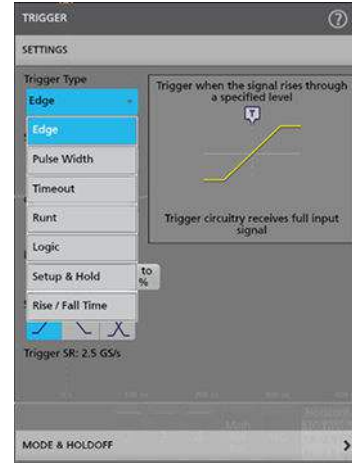 TRIGGER
?
SETTINGS
Trigger Type
Edge
Edge
Pulse Width
Timeout
Runt
Logic
Setup & Hold
Rise / Fall Time
Trigger when the signal rises through
a specified level
T
Trigger circuitry receives full input
signal
to
%
Trigger SR: 2.5 GS/s
MODE & HOLDOFF